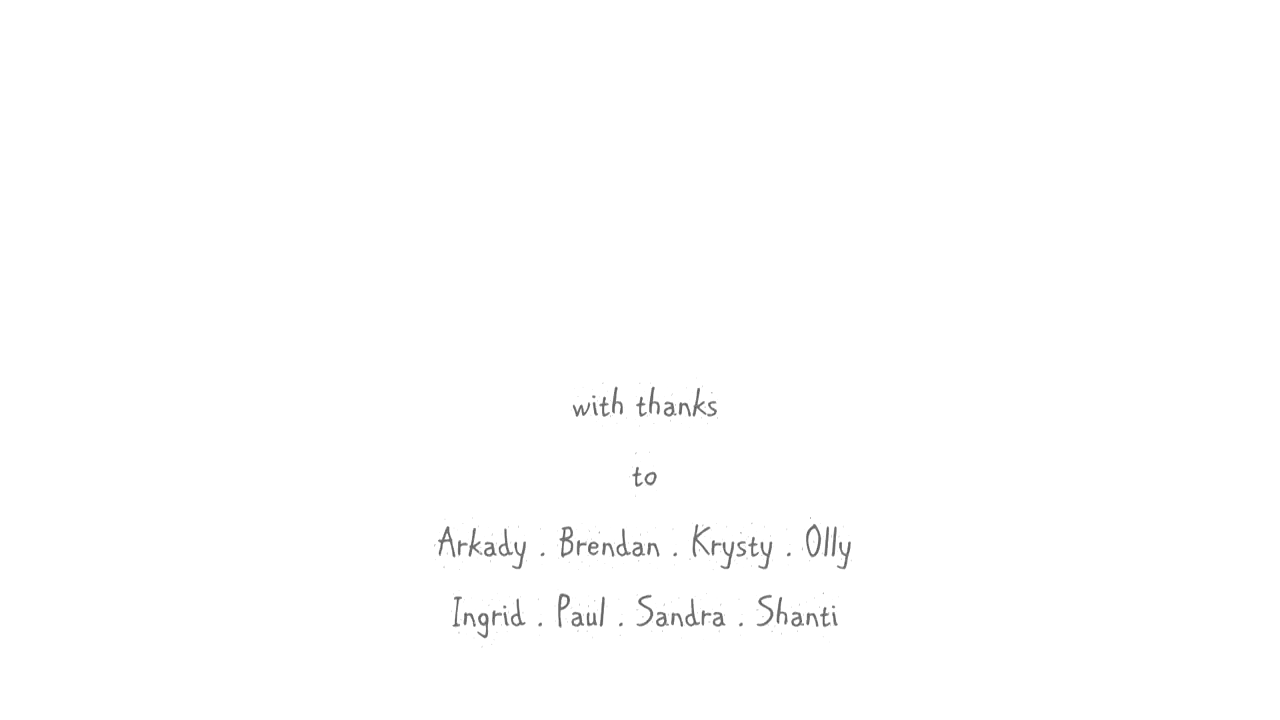 with thanks
to
Arkady . Brendan . Krysty . Olly
Ingrid . Paul . Sandra . Shanti